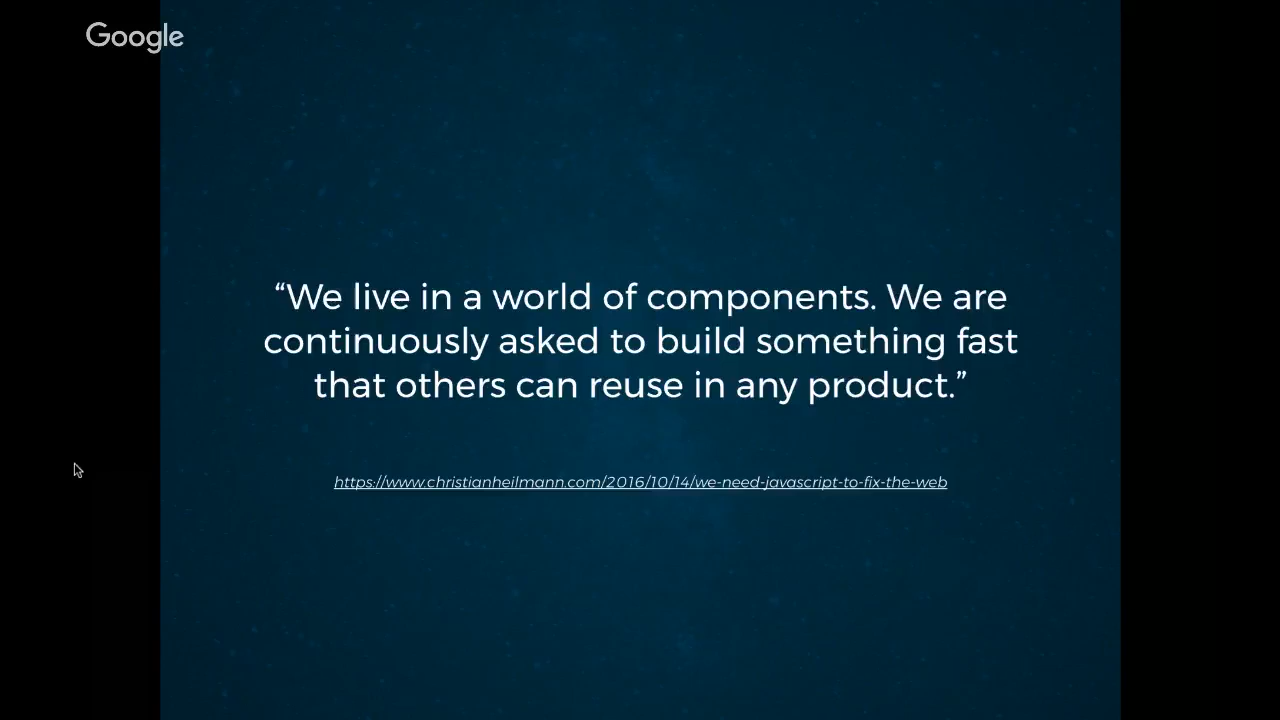 Google
“We live in a world of components. We are
continuously asked to build something fast
that others can reuse in any product.”
https://www.christianheilmann.com/2016/10/14/we-need-javascript-to-fix-the-web